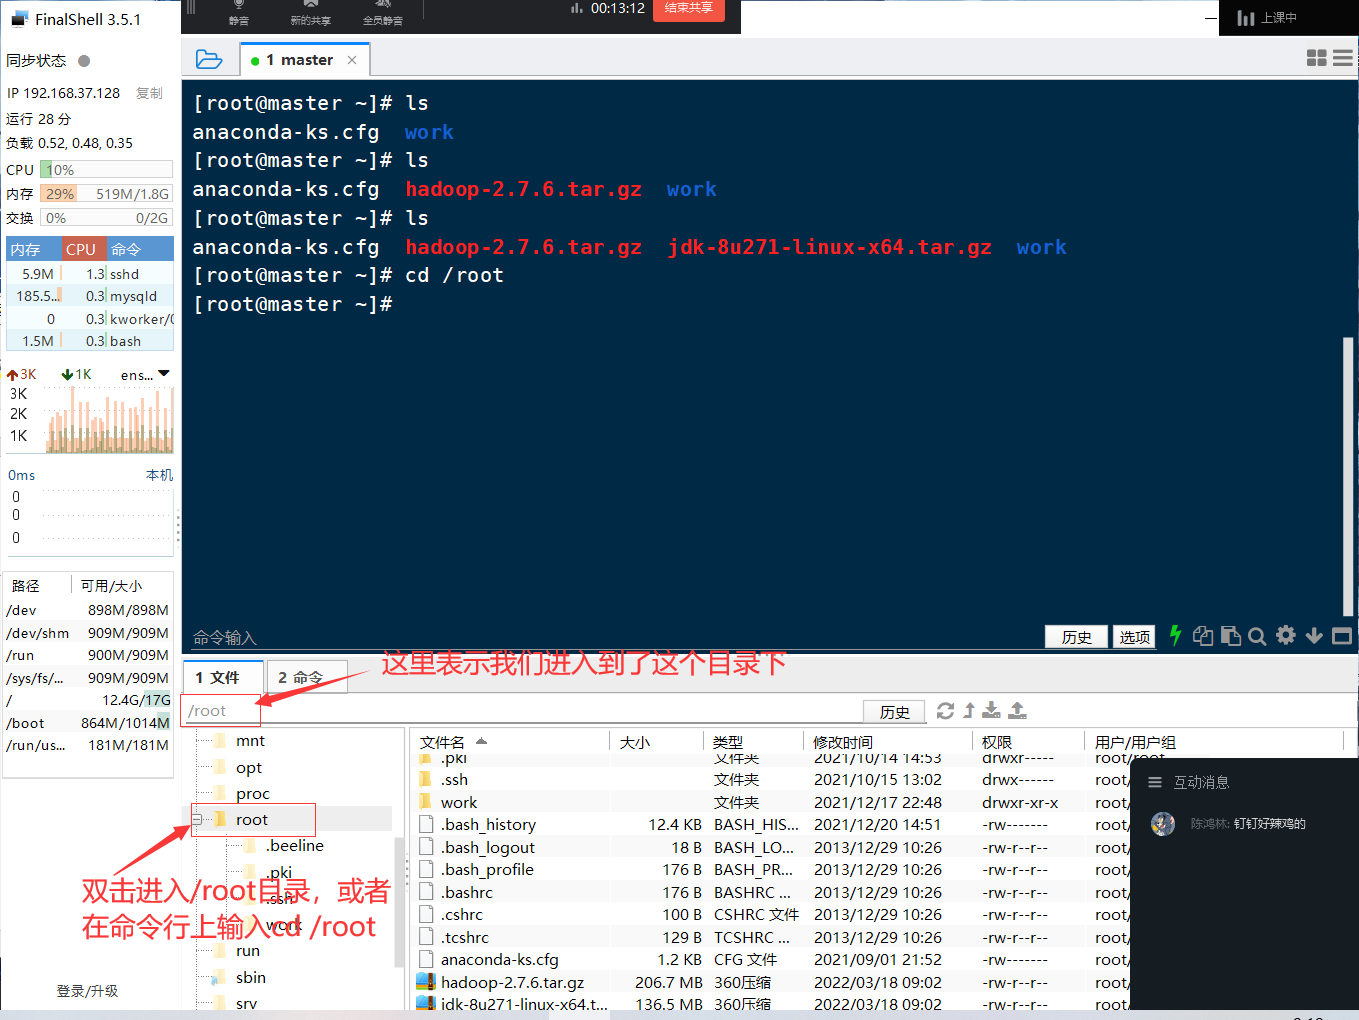 FinalShell 3.5.1
静音
新的共享
全员静音
00:13:12
结束共享
上课中
同步状态
IP 192.168.37.128
复制
运行 28 分
负载 0.52, 0.48, 0.35
CPU 10%
内存 29% 519M/1.8G
交换 0% 0/2G
内存 CPU 命令
5.9M 1.3 sshd
185.5... 0.3 mysqld
0 0.3 kworker/0
1.5M 0.3 bash
3K 1K ens...
3K
2K
1K
0ms 本机
0
0
0
路径 可用/大小
/dev 898M/898M
/dev/shm 909M/909M
/run 900M/909M
/sys/fs/... 909M/909M
/ 12.4G/17G
/boot 864M/1014M
/run/us... 181M/181M
登录/升级
1 master
[root@master ~]# ls
anaconda-ks.cfg work
[root@master ~]# ls
anaconda-ks.cfg hadoop-2.7.6.tar.gz work
[root@master ~]# ls
anaconda-ks.cfg hadoop-2.7.6.tar.gz jdk-8u271-linux-x64.tar.gz work
[root@master ~]# cd /root
[root@master ~]#
命令输入
历史
选项
1 文件
2 命令
这里表示我们进入到了这个目录下
/root
历史
mnt
opt
proc
root
.beeline
.pki
.ssh
work
run
sbin
srv
双击进入/root目录，或者
在命令行上输入cd /root
文件名 大小 类型 修改时间 权限 用户/用户组
.pki 文件夹 2021/10/14 14:53 drwxr----- root/root
.ssh 文件夹 2021/10/15 13:02 drwx------ root/
work 文件夹 2021/12/17 22:48 drwxr-xr-x root/
.bash_history 12.4 KB BASH_HIS... 2021/12/20 14:51 -rw------- root/
.bash_logout 18 B BASH_LO... 2013/12/29 10:26 -rw-r--r-- root/
.bash_profile 176 B BASH_PR... 2013/12/29 10:26 -rw-r--r-- root/
.bashrc 176 B BASHRC ... 2013/12/29 10:26 -rw-r--r-- root/
.cshrc 100 B CSHRC 文件 2013/12/29 10:26 -rw-r--r-- root/
.tcshrc 129 B TCSHRC ... 2013/12/29 10:26 -rw-r--r-- root/
anaconda-ks.cfg 1.2 KB CFG 文件 2021/09/01 21:52 -rw------- root/
hadoop-2.7.6.tar.gz 206.7 MB 360压缩 2022/03/18 09:02 -rw-r--r-- root/
jdk-8u271-linux-x64.t... 136.5 MB 360压缩 2022/03/18 09:02 -rw-r--r-- root/
互动消息
陈鸿林: 钉钉好辣鸡的